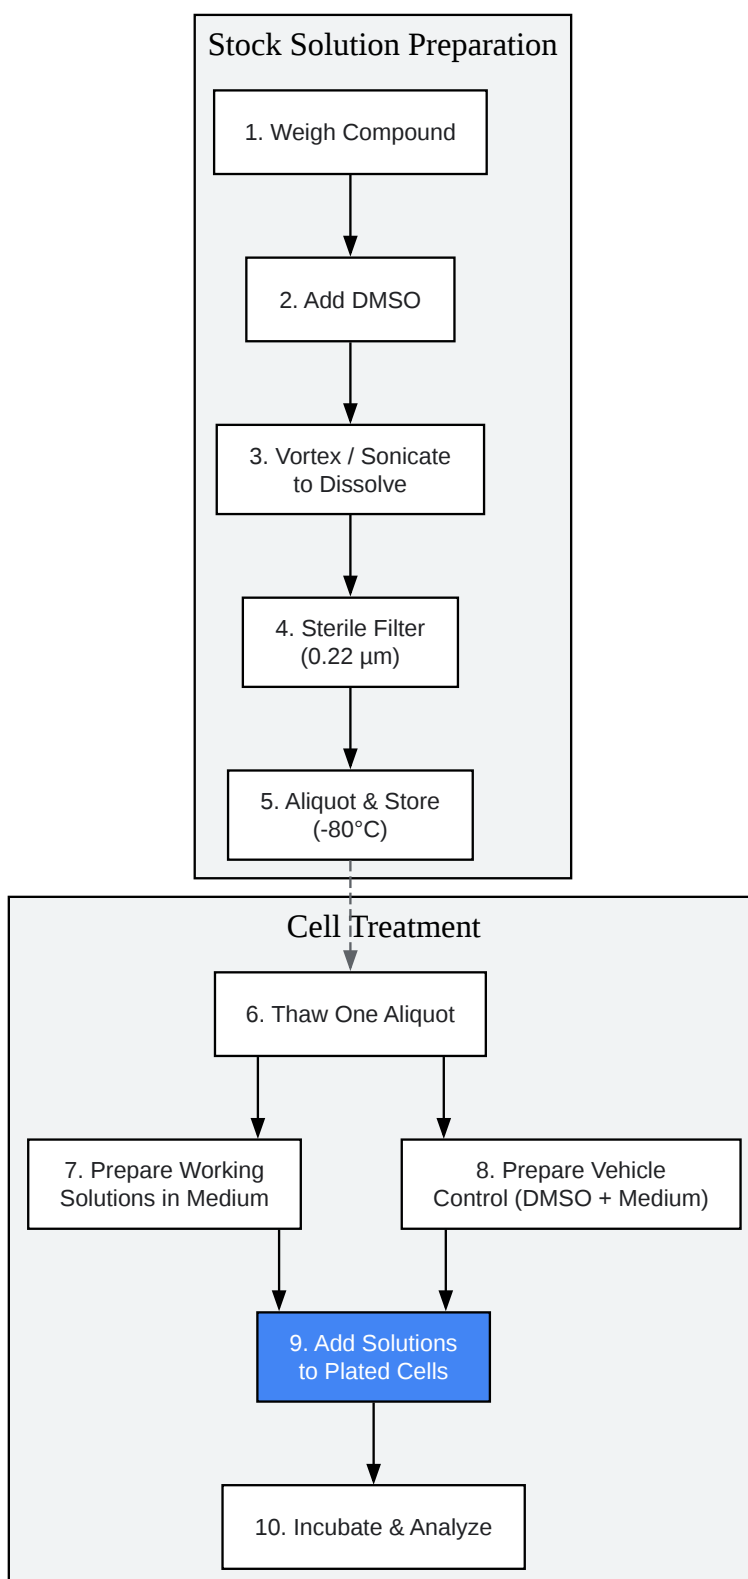 Stock Solution Preparation
1. Weigh Compound
2. Add DMSO
3. Vortex / Sonicate
to Dissolve
4. Sterile Filter
(0.22 µm)
5. Aliquot & Store
(-80°C)
Cell Treatment
6. Thaw One Aliquot
7. Prepare Working
Solutions in Medium
8. Prepare Vehicle
Control (DMSO + Medium)
9. Add Solutions
to Plated Cells
10. Incubate & Analyze